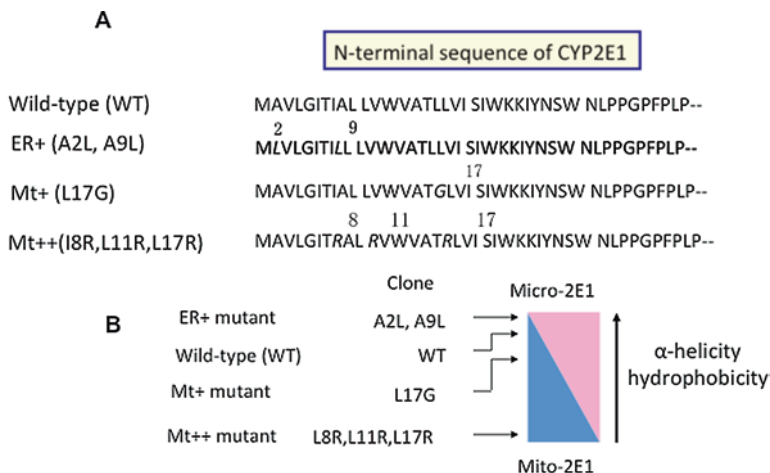 A
N-terminal sequence of CYP2E1
Wild-type (WT) MAVLGITIAL LVWVATLLVI SIWKKIYNSW NLPPGPFPLP--
2 9
ER+ (A2L, A9L) MLVLGITILL LVWVATLLVI SIWKKIYNSW NLPPGPFPLP--
17
Mt+ (L17G) MAVLGITIAL LVWVATGLVI SIWKKIYNSW NLPPGPFPLP--
8 11 17
Mt++(I8R,L11R,L17R) MAVLGITRAL RVWVATRLVI SIWKKIYNSW NLPPGPFPLP--
B
Clone
Micro-2E1
ER+ mutant A2L, A9L
Wild-type (WT) WT
Mt+ mutant L17G
Mt++ mutant L8R,L11R,L17R
α-helicity
hydrophobicity
Mito-2E1